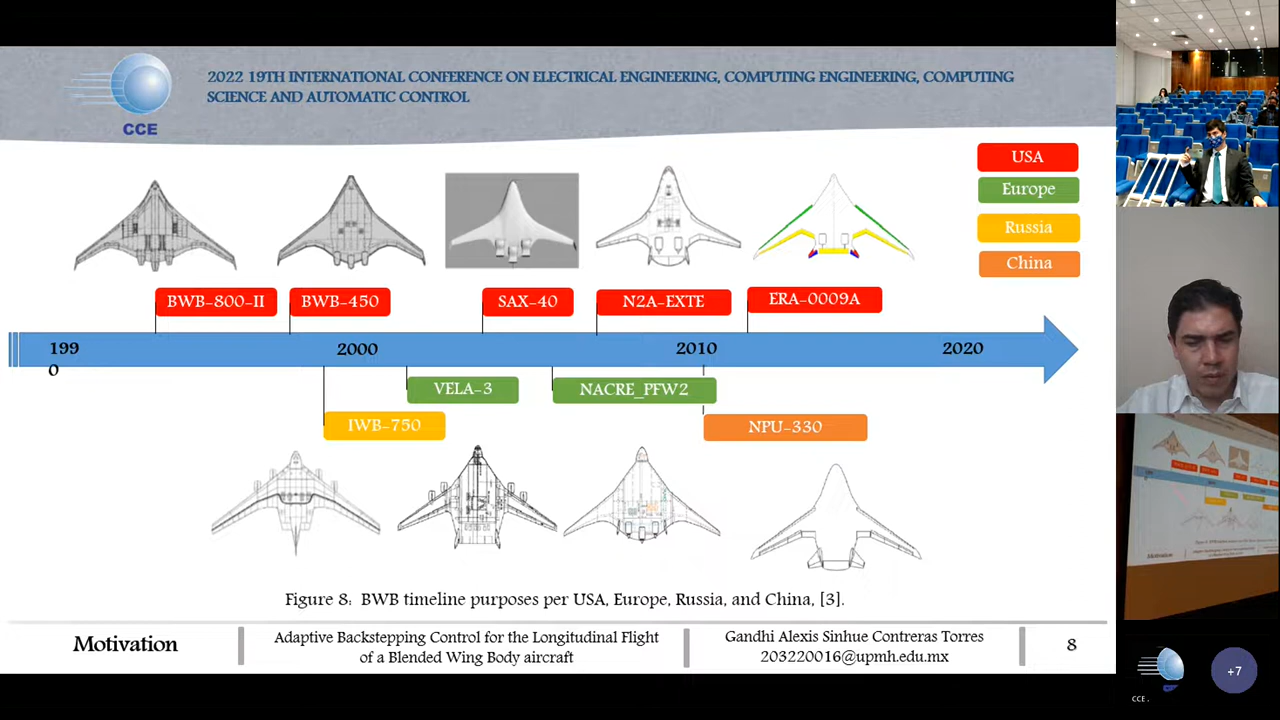 2022 19TH INTERNATIONAL CONFERENCE ON ELECTRICAL ENGINEERING, COMPUTING ENGINEERING, COMPUTING
SCIENCE AND AUTOMATIC CONTROL
CCE
USA
Europe
Russia
China
BWB-800-II
BWB-450
SAX-40
N2A-EXTE
ERA-0009A
199
0
2000
2010
2020
VELA-3
NACRE_PFW2
IWB-750
NPU-330
Figure 8: BWB timeline purposes per USA, Europe, Russia, and China, [3].
Motivation
Adaptive Backstepping Control for the Longitudinal Flight
of a Blended Wing Body aircraft
Gandhi Alexis Sinhue Contreras Torres
203220016@upmh.edu.mx
8
Motivation
CCE .
+7